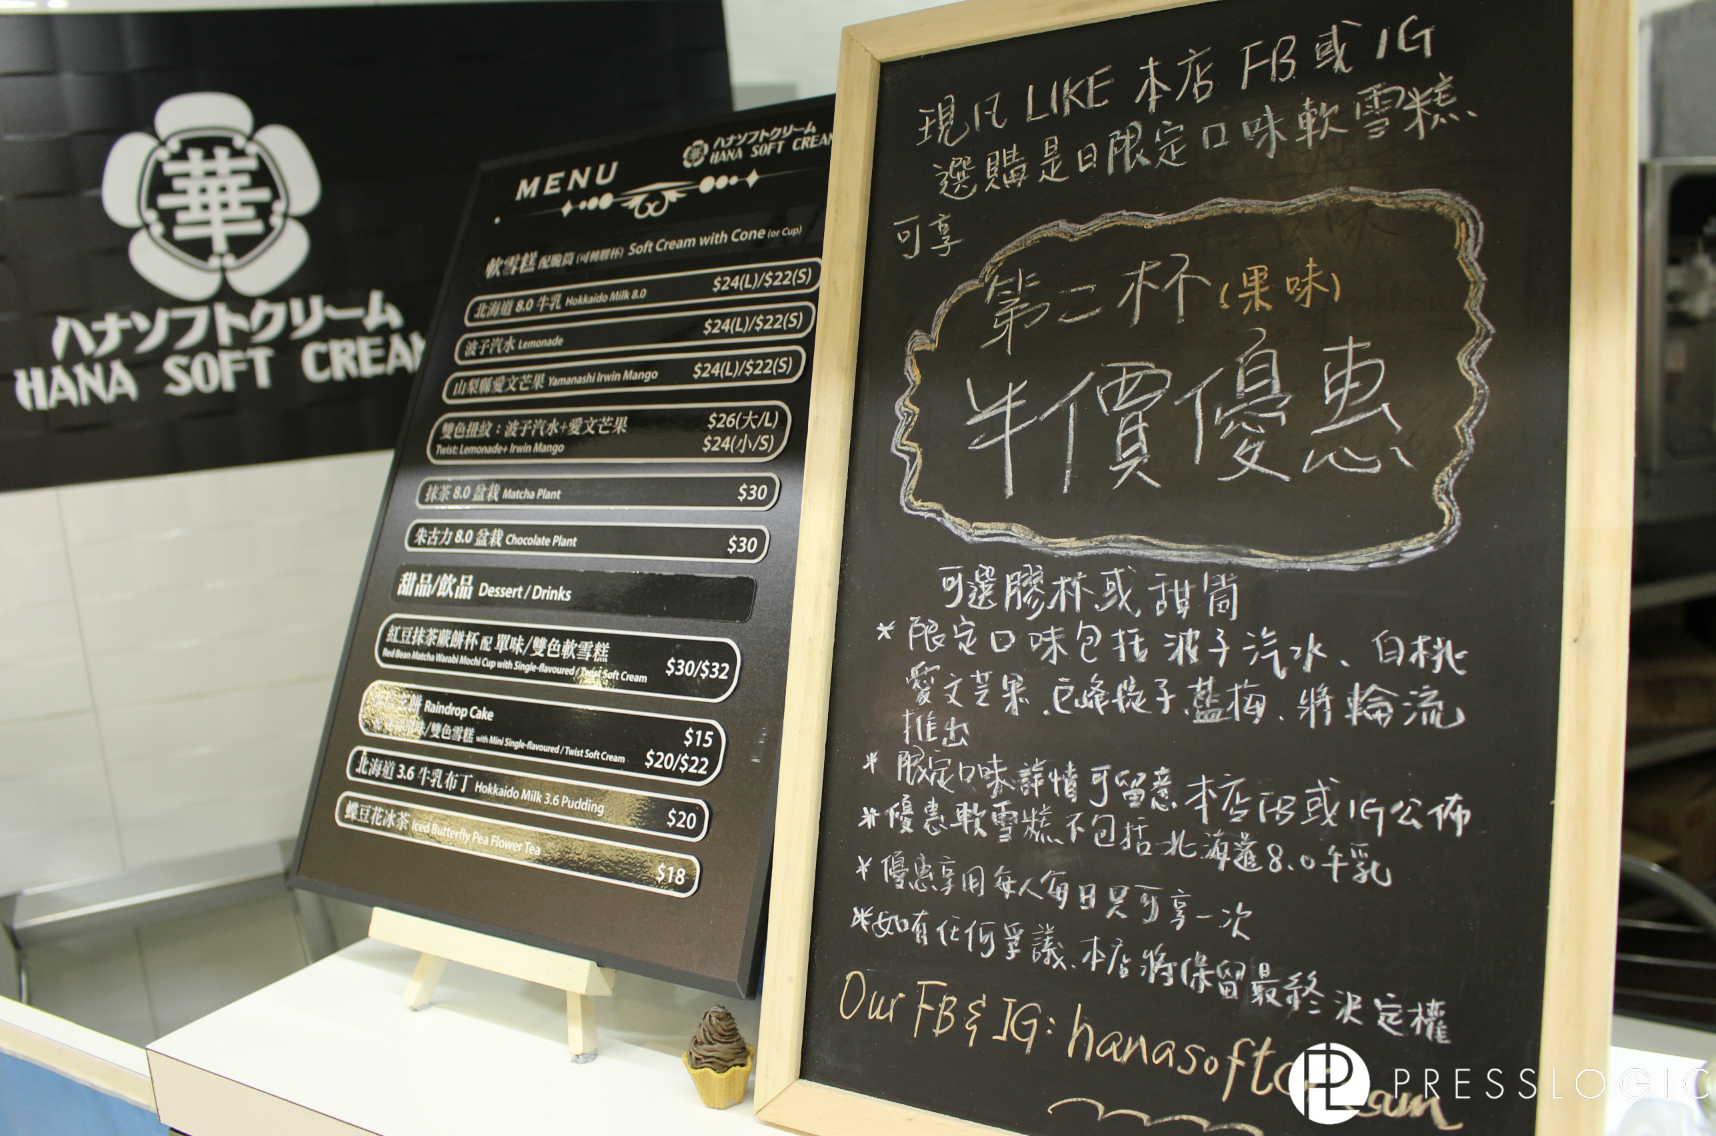 華
ハナソフトクリーム
HANA SOFT CREAM
MENU
ハナソフトクリーム
HANA SOFT CREAM
軟雪糕 配脆筒 (可轉膠杯) Soft Cream with Cone (or Cup)
北海道 8.0 牛乳 Hokkaido Milk 8.0 $24(L)/$22(S)
波子汽水 Lemonade $24(L)/$22(S)
山梨縣愛文芒果 Yamanashi Irwin Mango $24(L)/$22(S)
雙色扭紋：波子汽水+愛文芒果 $26(大/L)
Twist: Lemonade+ Irwin Mango $24(小/S)
抹茶 8.0 盆栽 Matcha Plant $30
朱古力 8.0 盆栽 Chocolate Plant $30
甜品/飲品 Dessert / Drinks
紅豆抹茶蕨餅杯 配 單味/雙色軟雪糕 $30/$32
Red Bean Matcha Warabi Mochi Cup with Single-flavoured / Twist Soft Cream
餅 Raindrop Cake $15
味/雙色雪糕 with Mini Single-flavoured / Twist Soft Cream $20/$22
北海道 3.6 牛乳布丁 Hokkaido Milk 3.6 Pudding $20
蝶豆花冰茶 Iced Butterfly Pea Flower Tea $18
現凡 LIKE 本店 FB 或 IG
選購是日限定口味軟雪糕、
可享
第二杯(果味)
半價優惠
可選膠杯或甜筒
* 限定口味包括波子汽水、白桃
愛文芒果、巨峰提子、藍梅、將輪流
推出
* 限定口味詳情可留意本店FB或IG公佈
* 優惠軟雪糕不包括北海道8.0牛乳
* 優惠享用每人每日只可享一次
* 如有任何爭議、本店將保留最終決定權
Our FB & IG: hanasoftcream
PRESSLOGIC